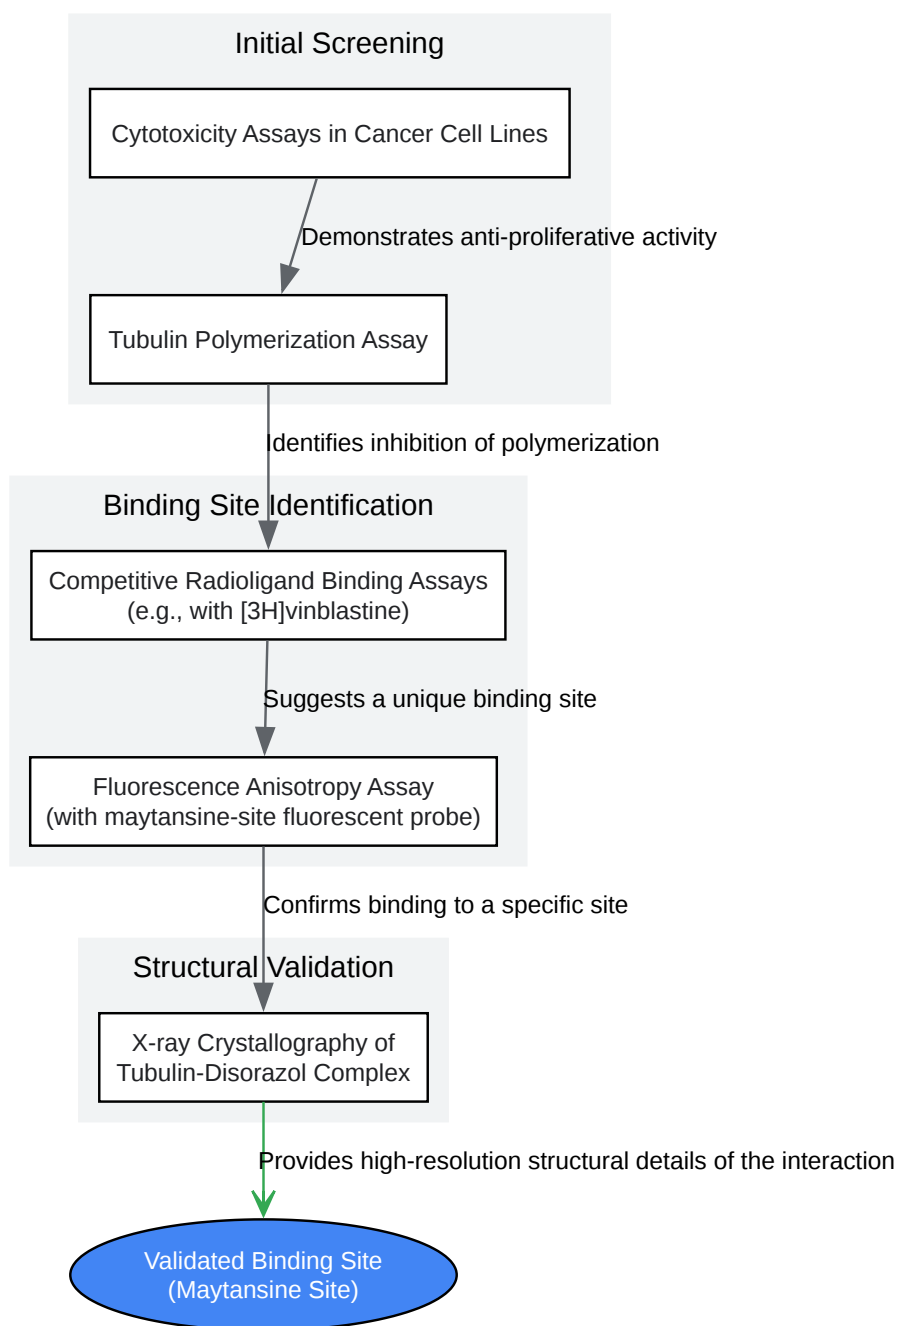 Initial Screening
Cytotoxicity Assays in Cancer Cell Lines
Demonstrates anti-proliferative activity
Tubulin Polymerization Assay
Identifies inhibition of polymerization
Binding Site Identification
Competitive Radioligand Binding Assays
(e.g., with [3H]vinblastine)
Suggests a unique binding site
Fluorescence Anisotropy Assay
(with maytansine-site fluorescent probe)
Confirms binding to a specific site
Structural Validation
X-ray Crystallography of
Tubulin-Disorazol Complex
Provides high-resolution structural details of the interaction
Validated Binding Site
(Maytansine Site)